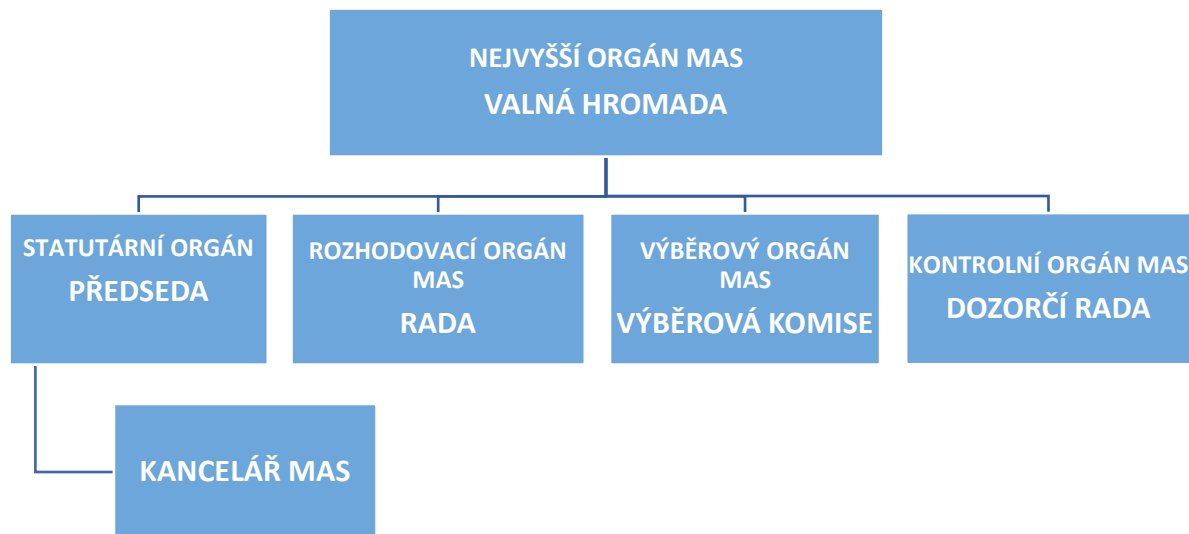 NEJVYŠŠÍ ORGÁN MAS
VALNÁ HROMADA
STATUTÁRNÍ ORGÁN
PŘEDSEDA
ROZHODOVACÍ ORGÁN
MAS
RADA
VÝBĚROVÝ ORGÁN
MAS
VÝBĚROVÁ KOMISE
KONTROLNÍ ORGÁN MAS
DOZORČÍ RADA
KANCELÁŘ MAS